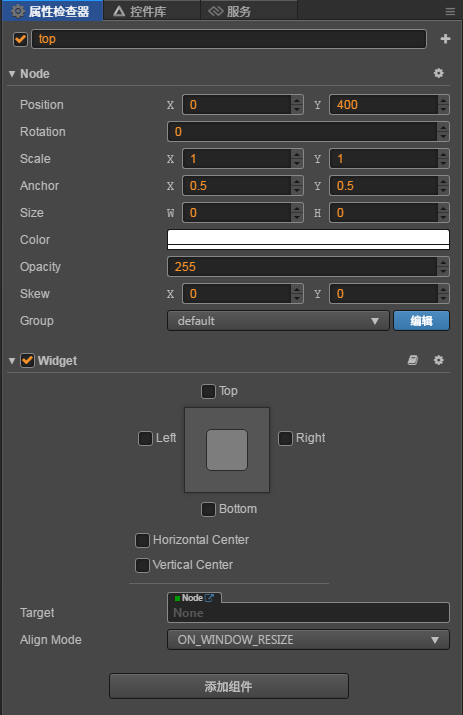 属性检查器 控件库 服务
top
Node
Position X 0 Y 400
Rotation 0
Scale X 1 Y 1
Anchor X 0.5 Y 0.5
Size W 0 H 0
Color
Opacity 255
Skew X 0 Y 0
Group default 编辑
Widget
Top
Left Right
Bottom
Horizontal Center
Vertical Center
Node
Target None
Align Mode ON_WINDOW_RESIZE
添加组件